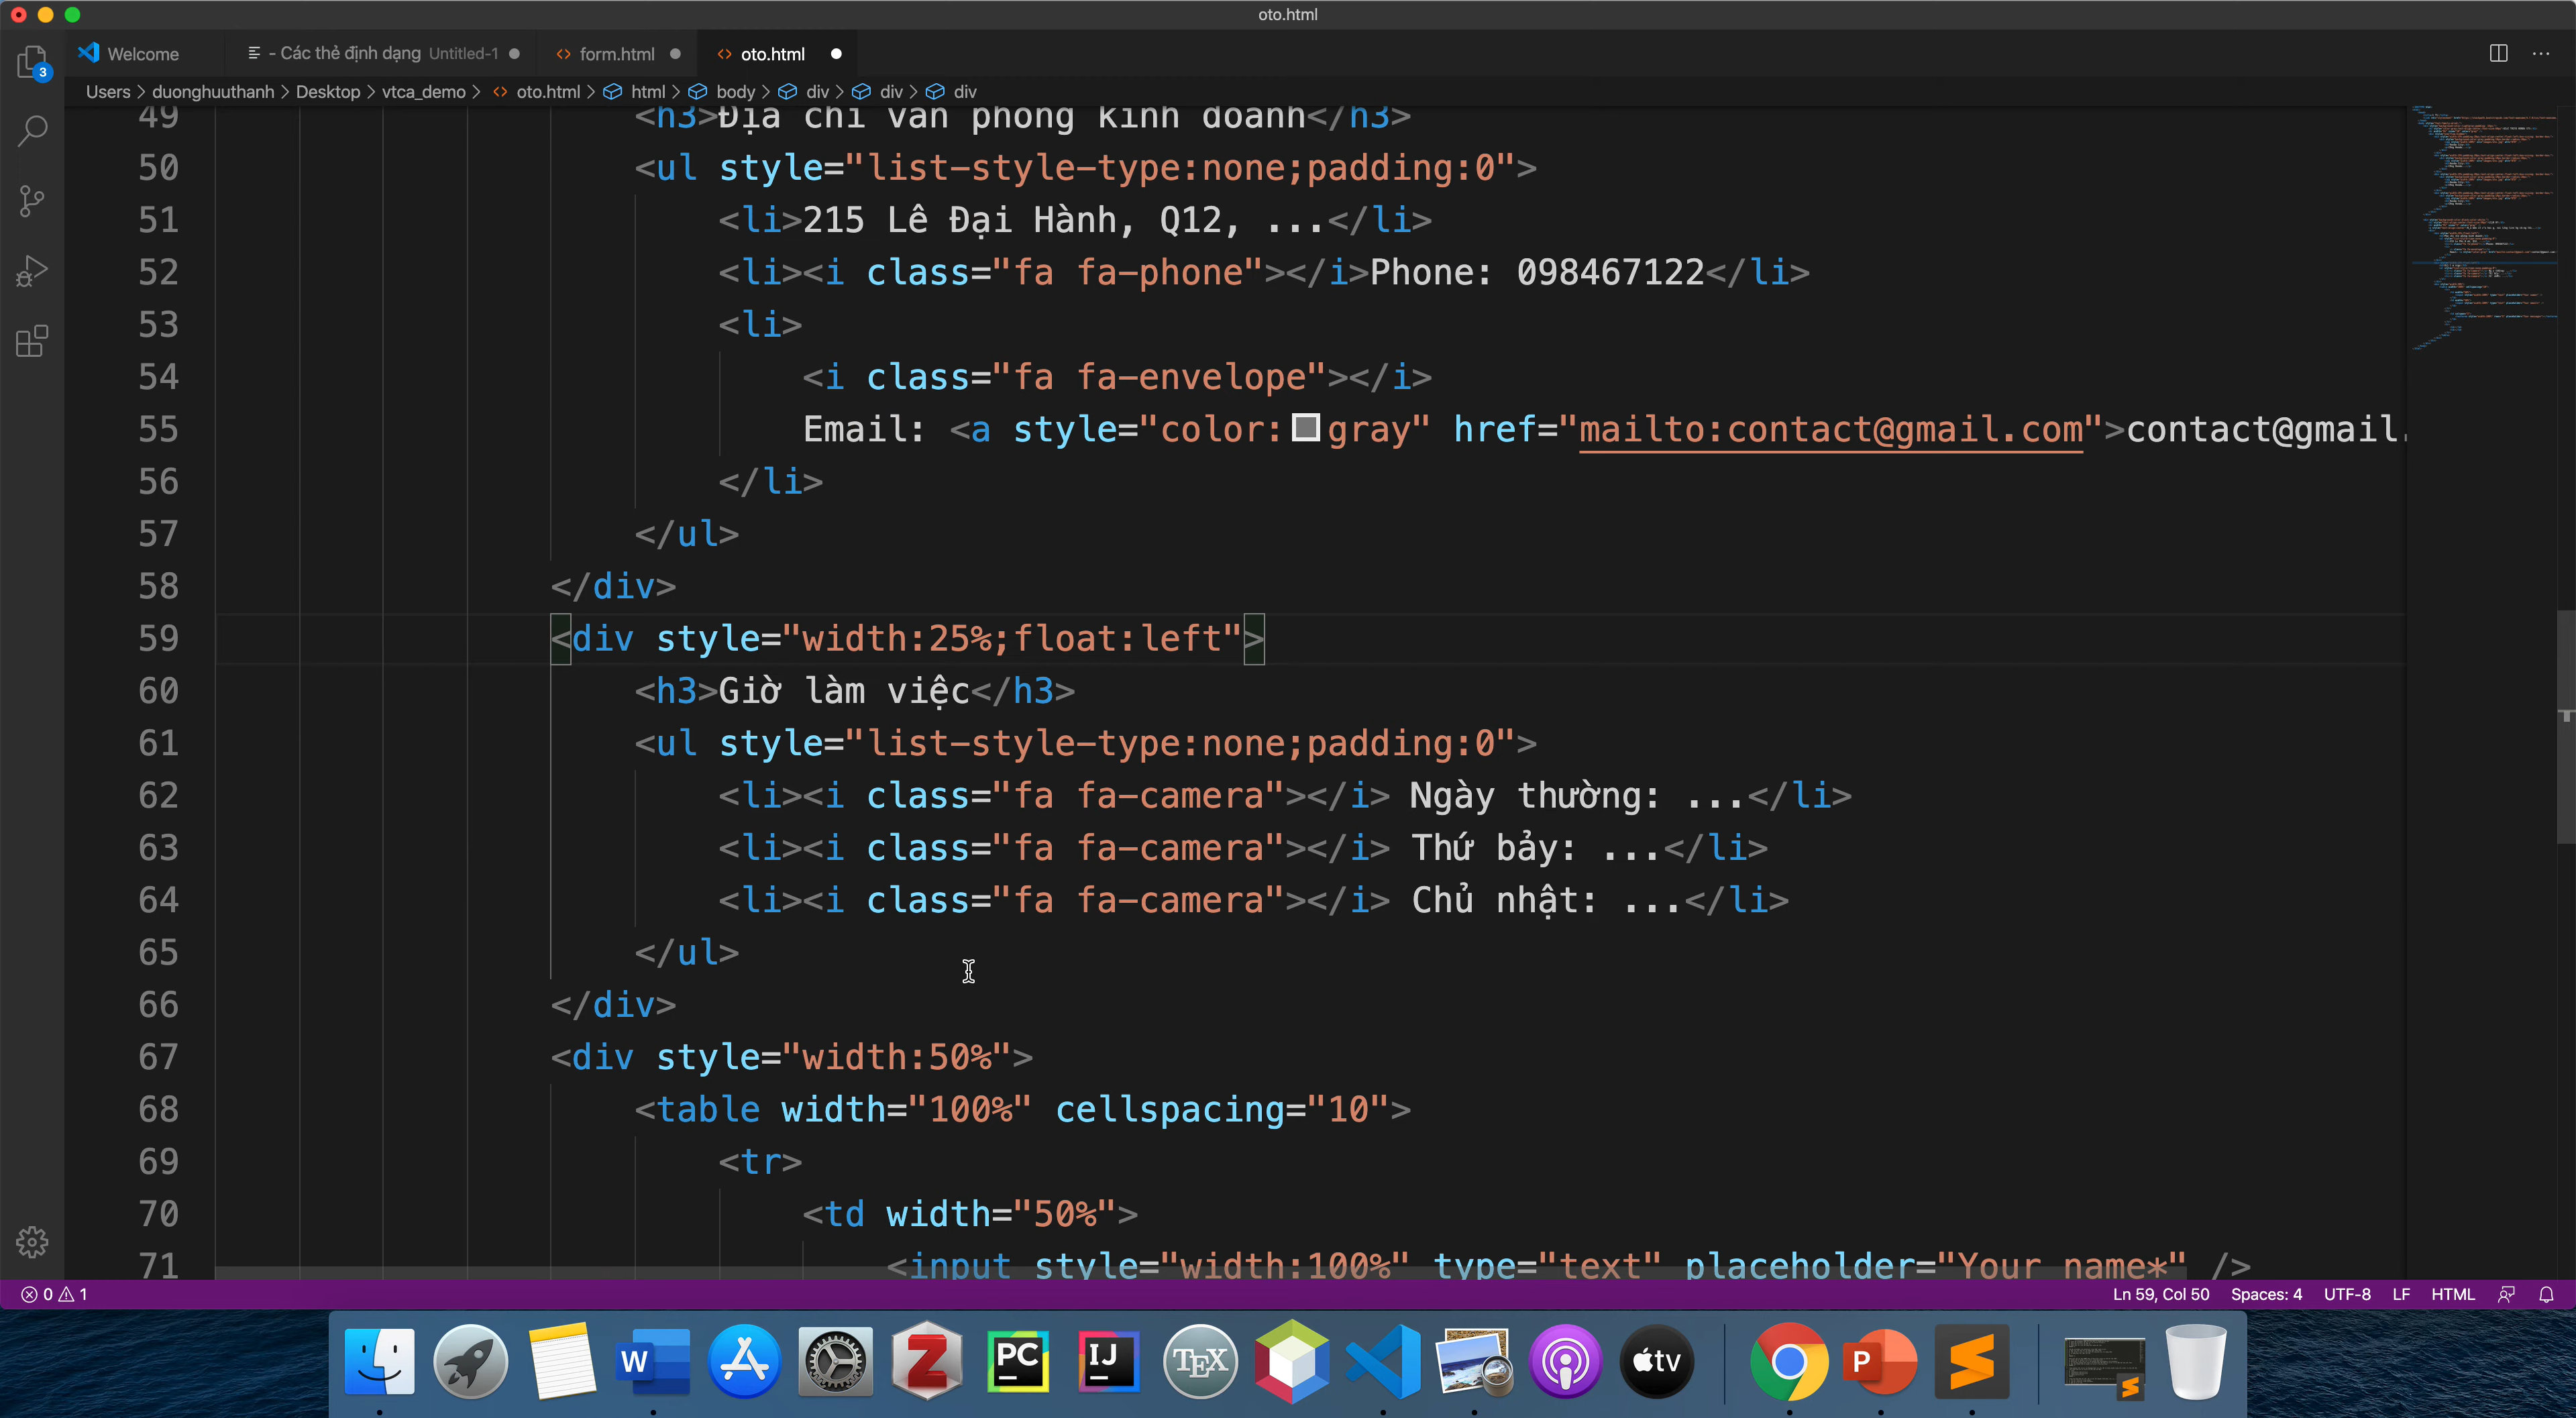 oto.html
Welcome
- Các thẻ định dạng Untitled-1
form.html
oto.html
3
Users > duonghuuthanh > Desktop > vtca_demo > oto.html > html > body > div > div > div
49 <h3>Địa chỉ văn phòng kinh doanh</h3>
50 <ul style="list-style-type:none;padding:0">
51 <li>215 Lê Đại Hành, Q12, ...</li>
52 <li><i class="fa fa-phone"></i>Phone: 098467122</li>
53 <li>
54 <i class="fa fa-envelope"></i>
55 Email: <a style="color:gray" href="mailto:contact@gmail.com">contact@gmail.
56 </li>
57 </ul>
58 </div>
59 <div style="width:25%;float:left">
60 <h3>Giờ làm việc</h3>
61 <ul style="list-style-type:none;padding:0">
62 <li><i class="fa fa-camera"></i> Ngày thường: ...</li>
63 <li><i class="fa fa-camera"></i> Thứ bảy: ...</li>
64 <li><i class="fa fa-camera"></i> Chủ nhật: ...</li>
65 </ul>
66 </div>
67 <div style="width:50%">
68 <table width="100%" cellspacing="10">
69 <tr>
70 <td width="50%">
71 <input style="width:100%" type="text" placeholder="Your name*" />
0 1
Ln 59, Col 50 Spaces: 4 UTF-8 LF HTML
W
Z
PC
IJ
TEX
tv
P